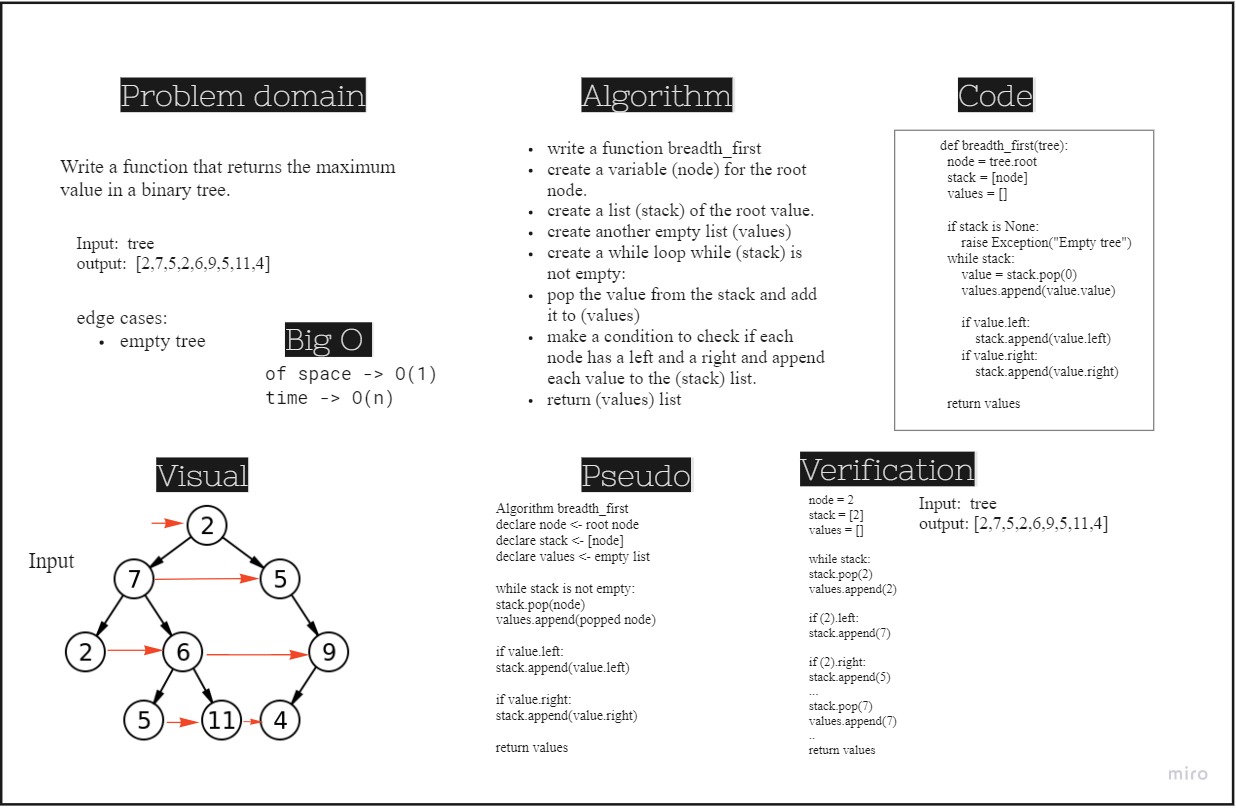 Problem domain
Write a function that returns the maximum
value in a binary tree.
Input:  tree
output:  [2,7,5,2,6,9,5,11,4]
edge cases:
• empty tree
Big O
of space -> O(1)
time -> O(n)
Algorithm
• write a function breadth_first
• create a variable (node) for the root
node.
• create a list (stack) of the root value.
• create another empty list (values)
• create a while loop while (stack) is
not empty:
• pop the value from the stack and add
it to (values)
• make a condition to check if each
node has a left and a right and append
each value to the (stack) list.
• return (values) list
Code
def breadth_first(tree):
node = tree.root
stack = [node]
values = []
if stack is None:
raise Exception("Empty tree")
while stack:
value = stack.pop(0)
values.append(value.value)
if value.left:
stack.append(value.left)
if value.right:
stack.append(value.right)
return values
Visual
Input
2
7 5
2 6 9
5 11 4
Pseudo
Algorithm breadth_first
declare node <- root node
declare stack <- [node]
declare values <- empty list
while stack is not empty:
stack.pop(node)
values.append(popped node)
if value.left:
stack.append(value.left)
if value.right:
stack.append(value.right)
return values
Verification
node = 2
stack = [2]
values = []
while stack:
stack.pop(2)
values.append(2)
if (2).left:
stack.append(7)
if (2).right:
stack.append(5)
...
stack.pop(7)
values.append(7)
..
return values
Input:  tree
output: [2,7,5,2,6,9,5,11,4]
miro